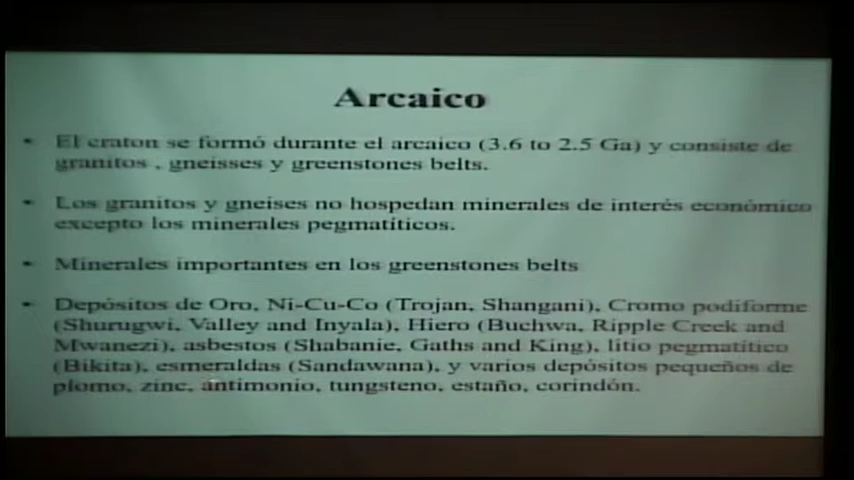 Arcaico
• El craton se formó durante el arcaico (3.6 to 2.5 Ga) y consiste de
granitos , gneisses y greenstones belts.
• Los granitos y gneises no hospedan minerales de interés económico
excepto los minerales pegmatíticos.
• Minerales importantes en los greenstones belts
• Depósitos de Oro, Ni-Cu-Co (Trojan, Shangani), Cromo podiforme
(Shurugwi, Valley and Inyala), Hiero (Buchwa, Ripple Creek and
Mwanezi), asbestos (Shabanie, Gaths and King), litio pegmatítico
(Bikita), esmeraldas (Sandawana), y varios depósitos pequeños de
plomo, zinc, antimonio, tungsteno, estaño, corindón.